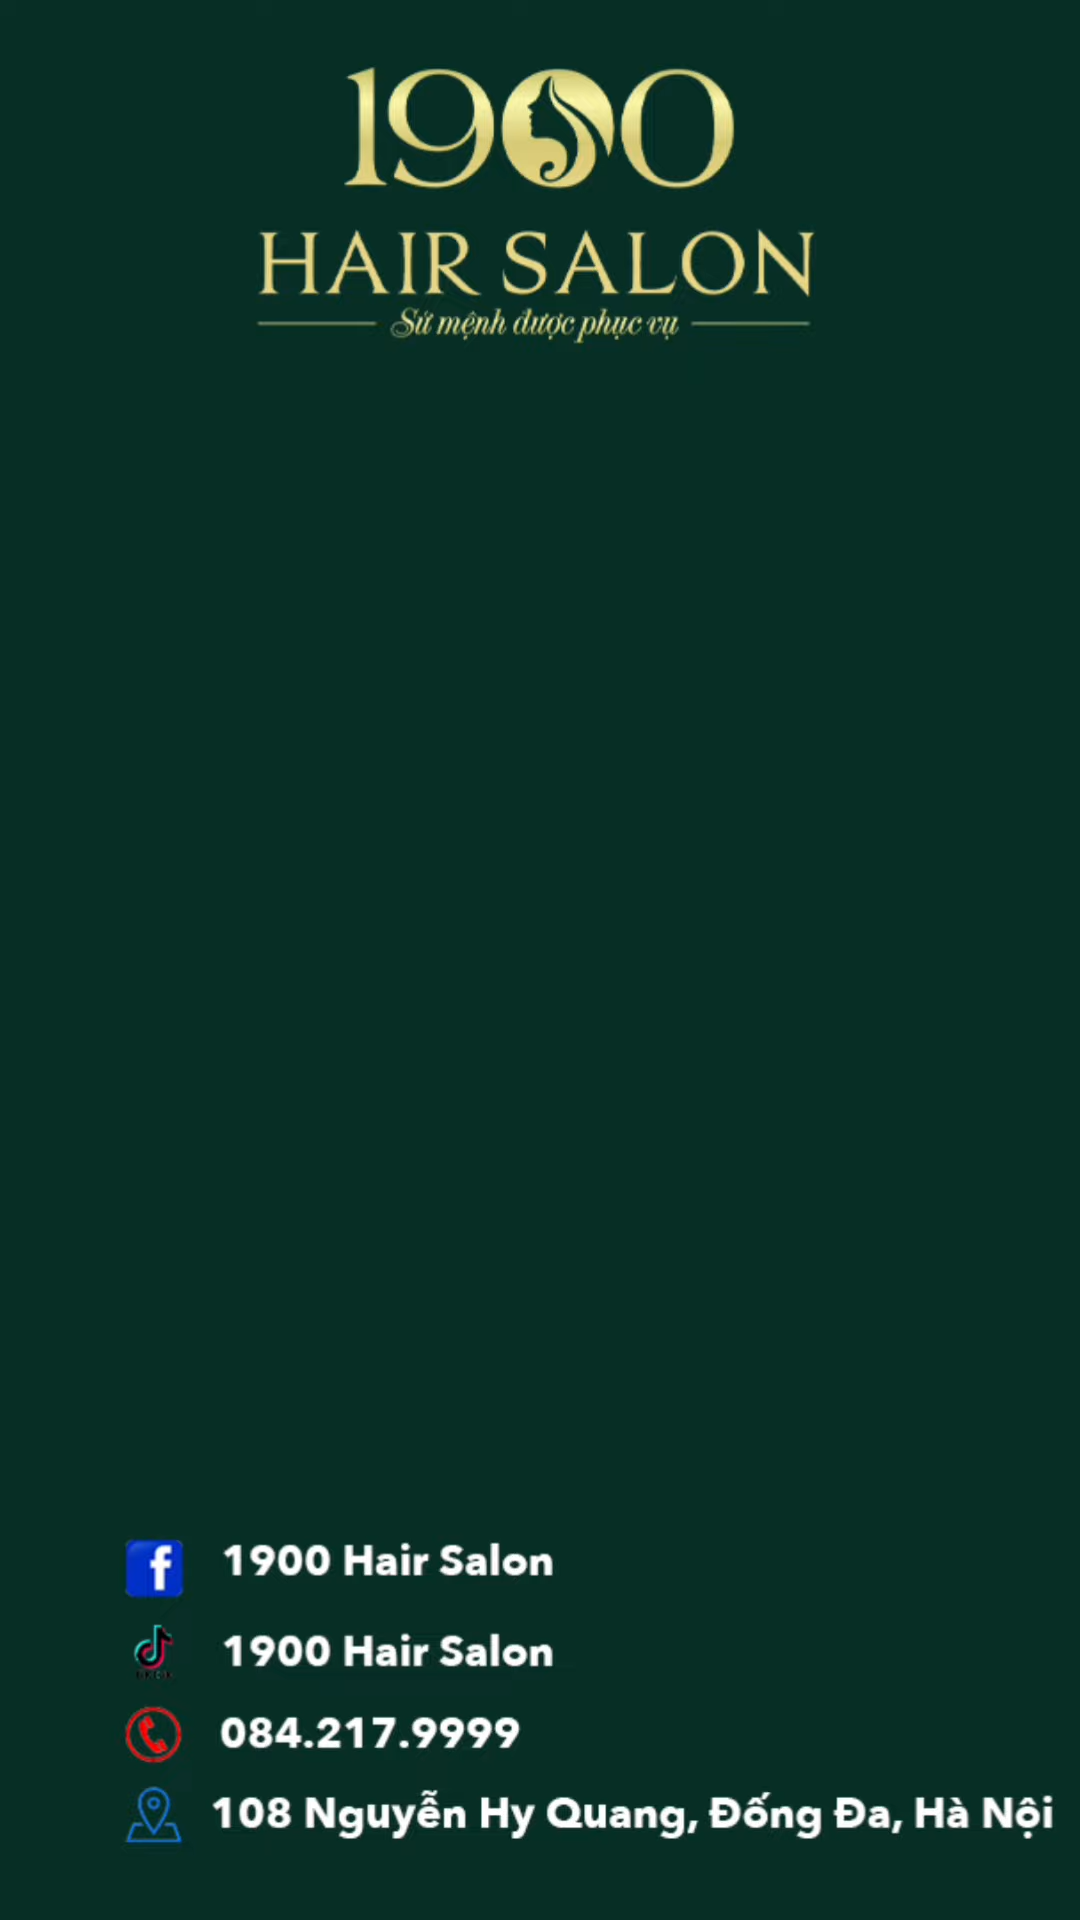 1900
HAIR SALON
Sứ mệnh được phục vụ
1900 Hair Salon
1900 Hair Salon
084.217.9999
108 Nguyễn Hy Quang, Đống Đa, Hà Nội